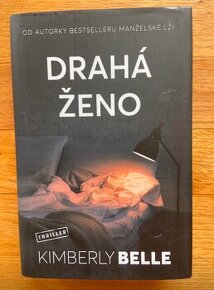 OD AUTORKY BESTSELLERU MANŽELSKÉ LŽI
DRAHÁ
ŽENO
THRILLER
KIMBERLY BELLE